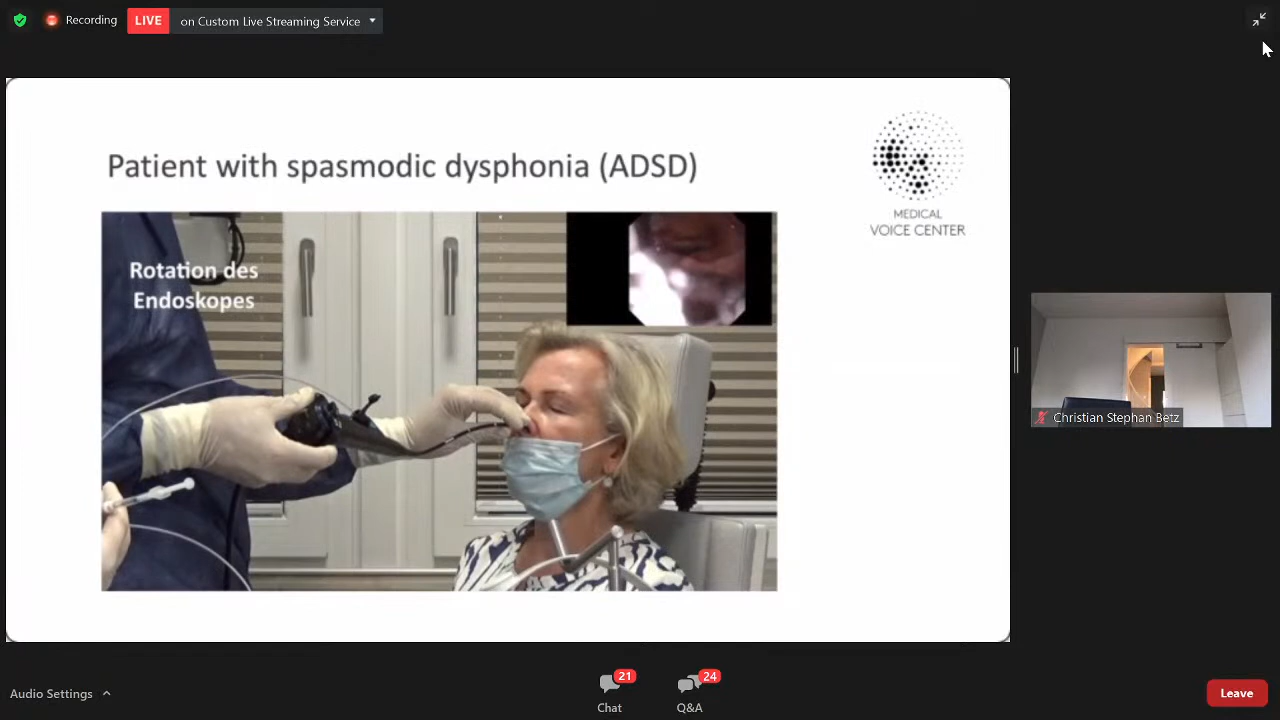 Recording
LIVE
on Custom Live Streaming Service
Patient with spasmodic dysphonia (ADSD)
MEDICAL
VOICE CENTER
Rotation des
Endoskopes
Christian Stephan Betz
Audio Settings
21
Chat
24
Q&A
Leave